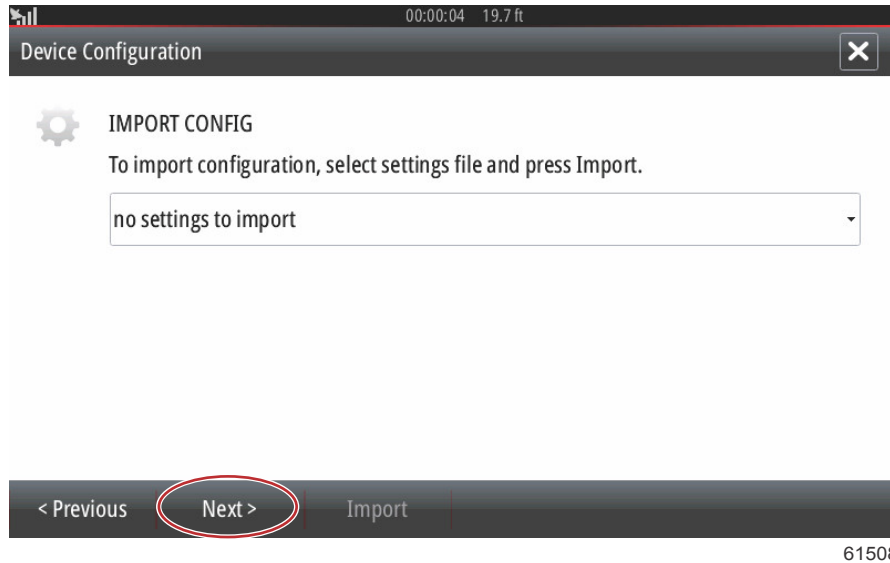 00:00:04 19.7 ft
Device Configuration
IMPORT CONFIG
To import configuration, select settings file and press Import.
no settings to import
< Previous Next > Import
61508